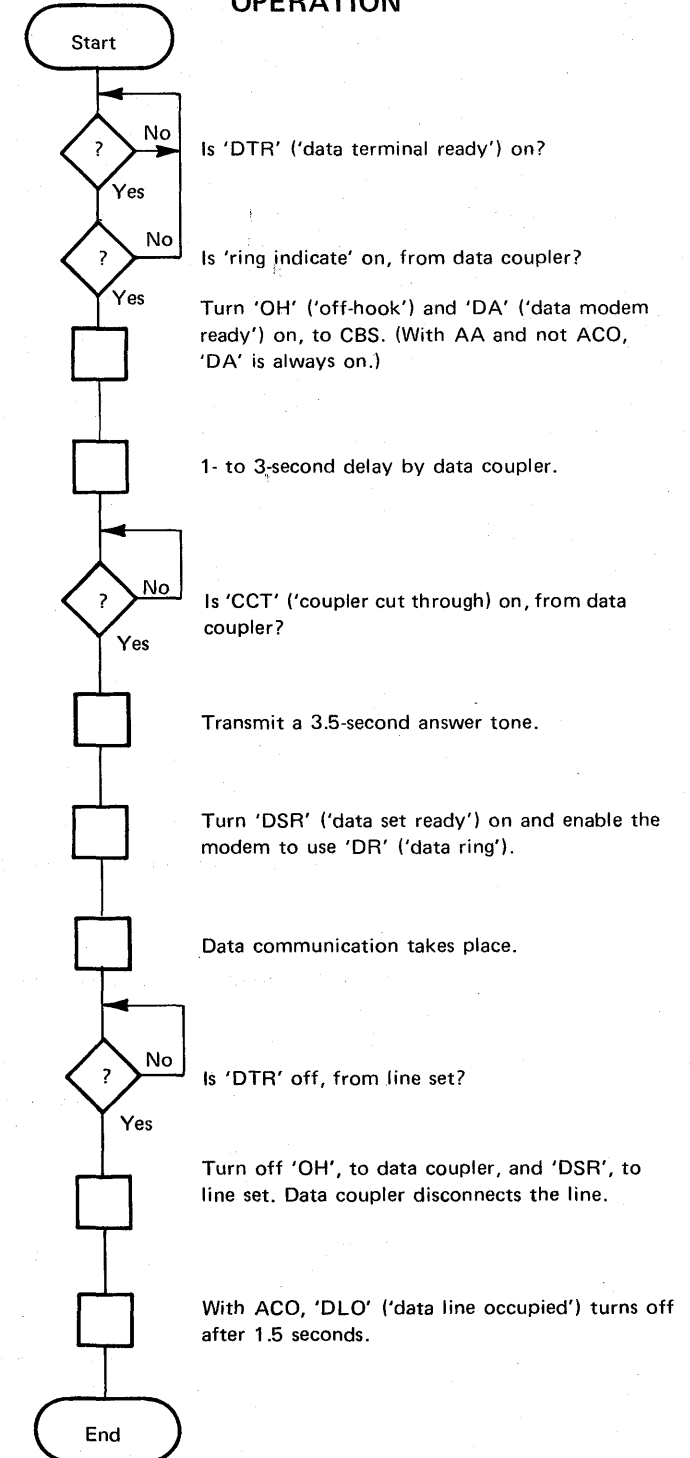 OPERATION
Start
No
?
Is 'DTR' ('data terminal ready') on?
Yes
No
?
Is 'ring indicate' on, from data coupler?
Yes
Turn 'OH' ('off-hook') and 'DA' ('data modem
ready') on, to CBS. (With AA and not ACO,
'DA' is always on.)
1- to 3-second delay by data coupler.
No
?
Is 'CCT' ('coupler cut through) on, from data
coupler?
Yes
Transmit a 3.5-second answer tone.
Turn 'DSR' ('data set ready') on and enable the
modem to use 'DR' ('data ring').
Data communication takes place.
No
?
Is 'DTR' off, from line set?
Yes
Turn off 'OH', to data coupler, and 'DSR', to
line set. Data coupler disconnects the line.
With ACO, 'DLO' ('data line occupied') turns off
after 1.5 seconds.
End